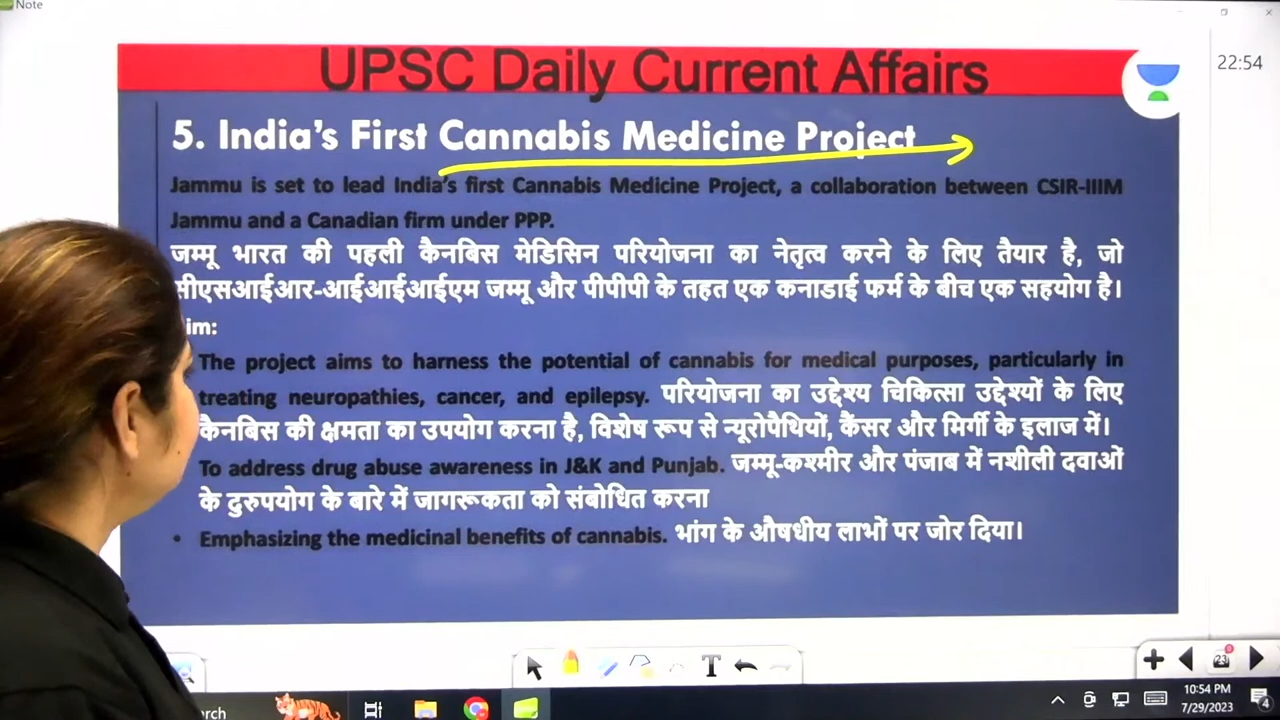 Note
22:54
UPSC Daily Current Affairs
5. India's First Cannabis Medicine Project
Jammu is set to lead India's first Cannabis Medicine Project, a collaboration between CSIR-IIIM
Jammu and a Canadian firm under PPP.
जम्मू भारत की पहली कैनबिस मेडिसिन परियोजना का नेतृत्व करने के लिए तैयार है, जो
सीएसआईआर-आईआईआईएम जम्मू और पीपीपी के तहत एक कनाडाई फर्म के बीच एक सहयोग है।
im:
The project aims to harness the potential of cannabis for medical purposes, particularly in
treating neuropathies, cancer, and epilepsy. परियोजना का उद्देश्य चिकित्सा उद्देश्यों के लिए
कैनबिस की क्षमता का उपयोग करना है, विशेष रूप से न्यूरोपैथियों, कैंसर और मिर्गी के इलाज में।
To address drug abuse awareness in J&K and Punjab. जम्मू-कश्मीर और पंजाब में नशीली दवाओं
के दुरुपयोग के बारे में जागरूकता को संबोधित करना
• Emphasizing the medicinal benefits of cannabis. भांग के औषधीय लाभों पर जोर दिया।
T
23
arch
10:54 PM
7/29/2023
4